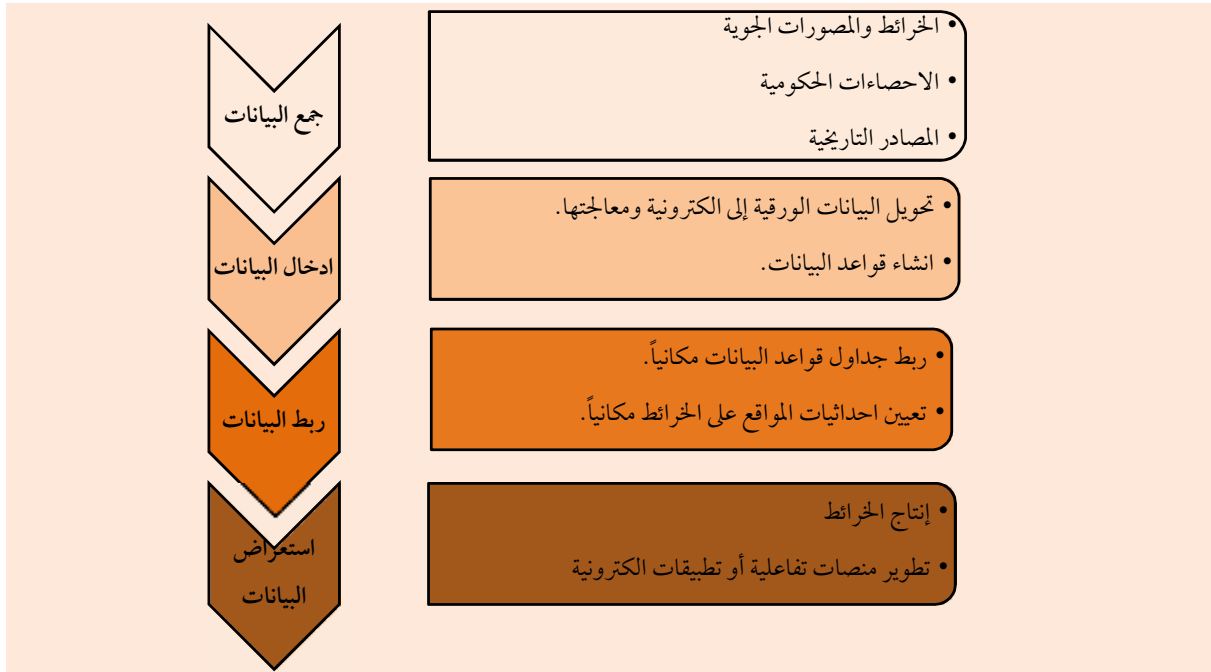 جمع البيانات
• الخرائط والمصورات الجوية
• الاحصاءات الحكومية
• المصادر التاريخية
ادخال البيانات
• تحويل البيانات الورقية إلى الكترونية ومعالجتها.
• انشاء قواعد البيانات.
ربط البيانات
• ربط جداول قواعد البيانات مكانياً.
• تعيين احداثيات المواقع على الخرائط مكانياً.
استعراض
البيانات
• إنتاج الخرائط
• تطوير منصات تفاعلية أو تطبيقات الكترونية